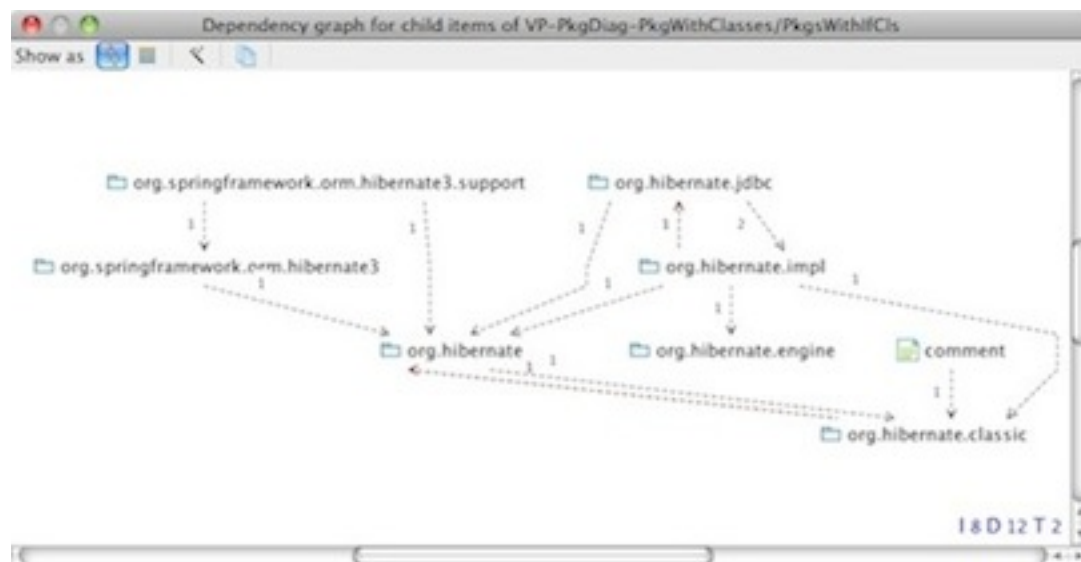 Dependency graph for child items of VP-PkgDiag-PkgWithClasses/PkgsWithIfCls
Show as
org.springframework.orm.hibernate3.support
org.hibernate.jdbc
1
1
1
1
2
org.springframework.orm.hibernate3
org.hibernate.impl
1
1
1
1
org.hibernate
org.hibernate.engine
comment
1
1
1
org.hibernate.classic
I 8 D 12 T 2